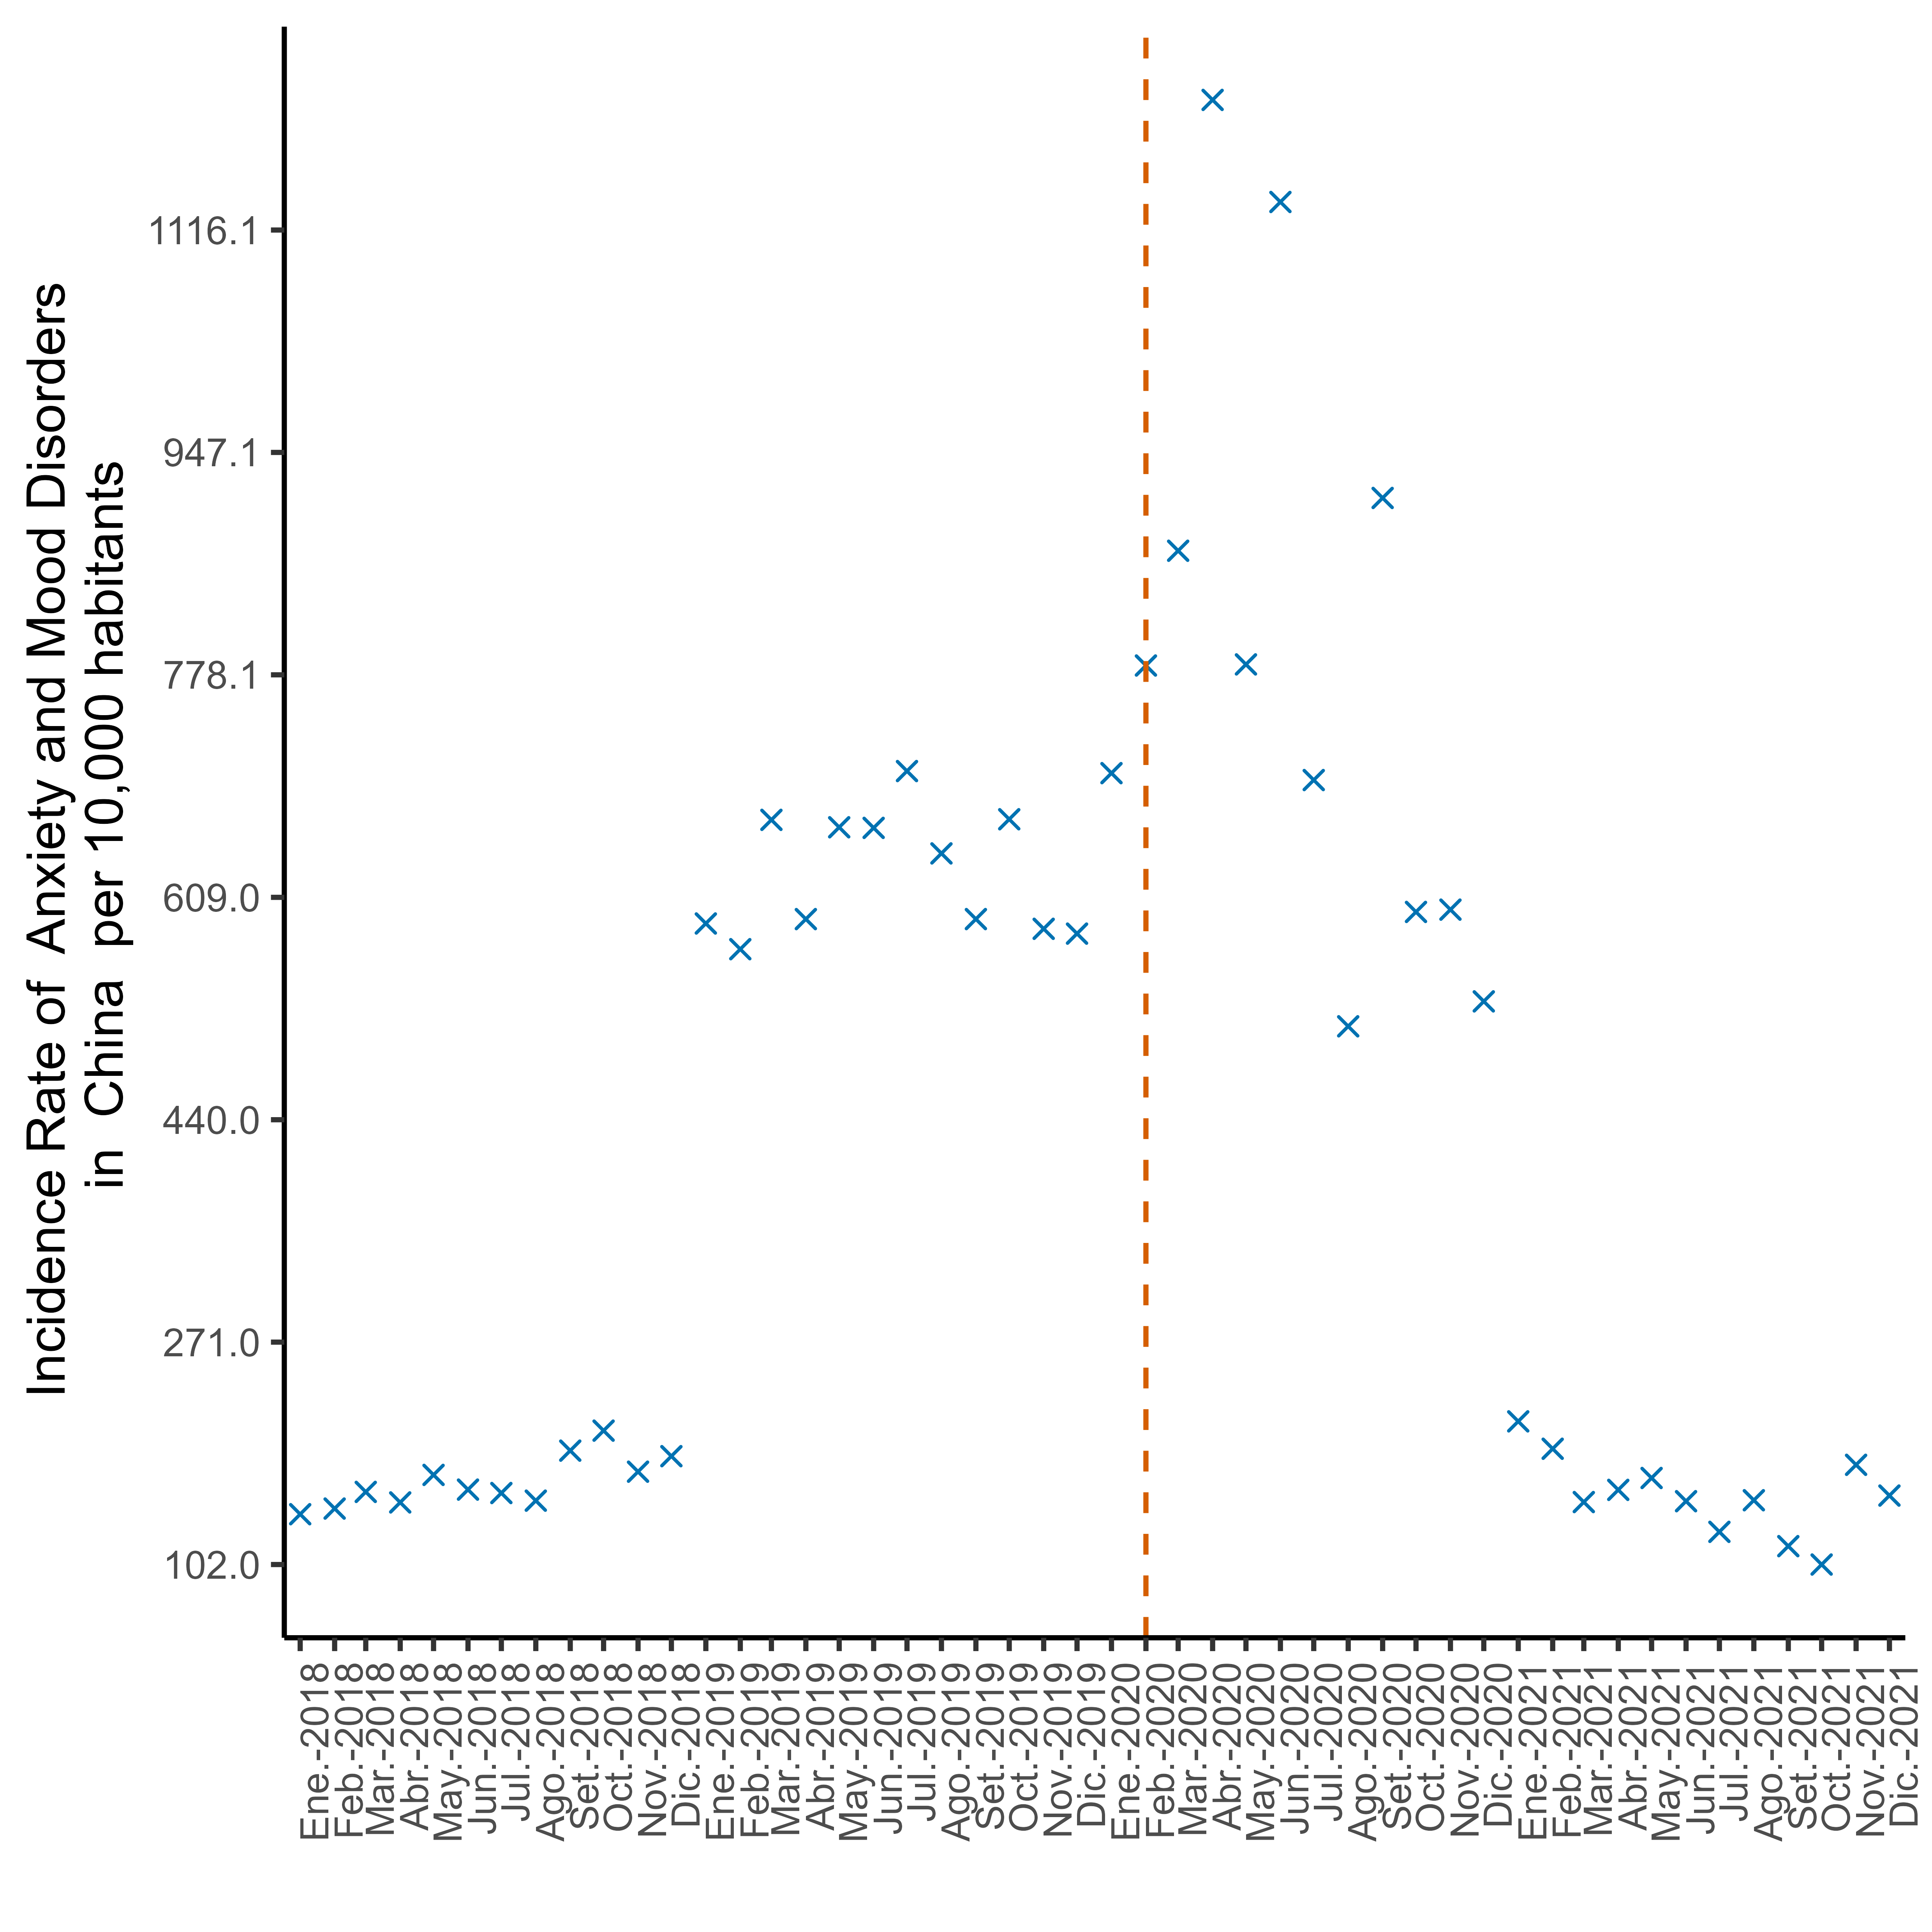 Incidence Rate of  Anxiety and Mood Disorders
in  China  per 10,000 habitants
1116.1
947.1
778.1
609.0
440.0
271.0
102.0
Ene.-2018
Feb.-2018
Mar.-2018
Abr.-2018
May.-2018
Jun.-2018
Jul.-2018
Ago.-2018
Set.-2018
Oct.-2018
Nov.-2018
Dic.-2018
Ene.-2019
Feb.-2019
Mar.-2019
Abr.-2019
May.-2019
Jun.-2019
Jul.-2019
Ago.-2019
Set.-2019
Oct.-2019
Nov.-2019
Dic.-2019
Ene.-2020
Feb.-2020
Mar.-2020
Abr.-2020
May.-2020
Jun.-2020
Jul.-2020
Ago.-2020
Set.-2020
Oct.-2020
Nov.-2020
Dic.-2020
Ene.-2021
Feb.-2021
Mar.-2021
Abr.-2021
May.-2021
Jun.-2021
Jul.-2021
Ago.-2021
Set.-2021
Oct.-2021
Nov.-2021
Dic.-2021